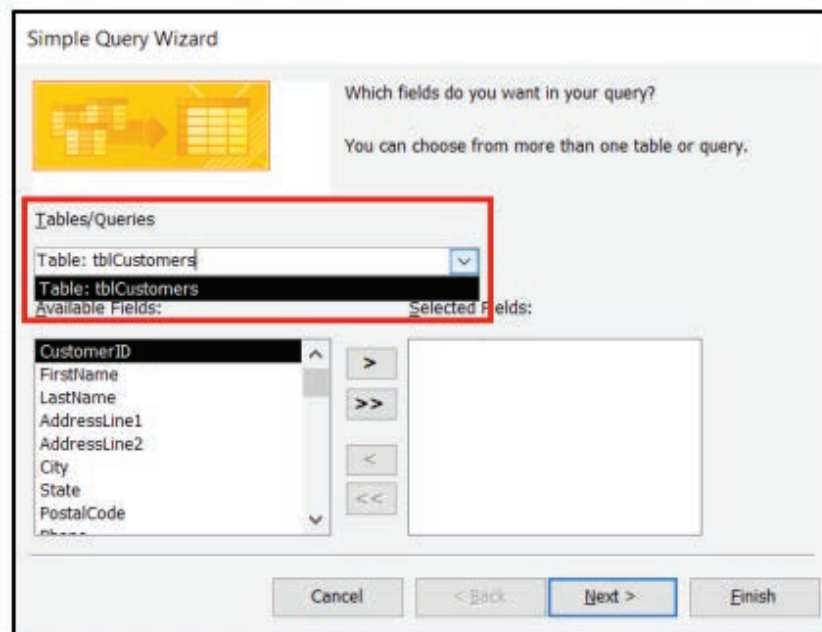 Simple Query Wizard
Which fields do you want in your query?
You can choose from more than one table or query.
Tables/Queries
Table: tblCustomers
Table: tblCustomers
Available Fields:
Selected Fields:
CustomerID
FirstName
LastName
AddressLine1
AddressLine2
City
State
PostalCode
Phone
>
>>
<
<<
Cancel
< Back
Next >
Finish